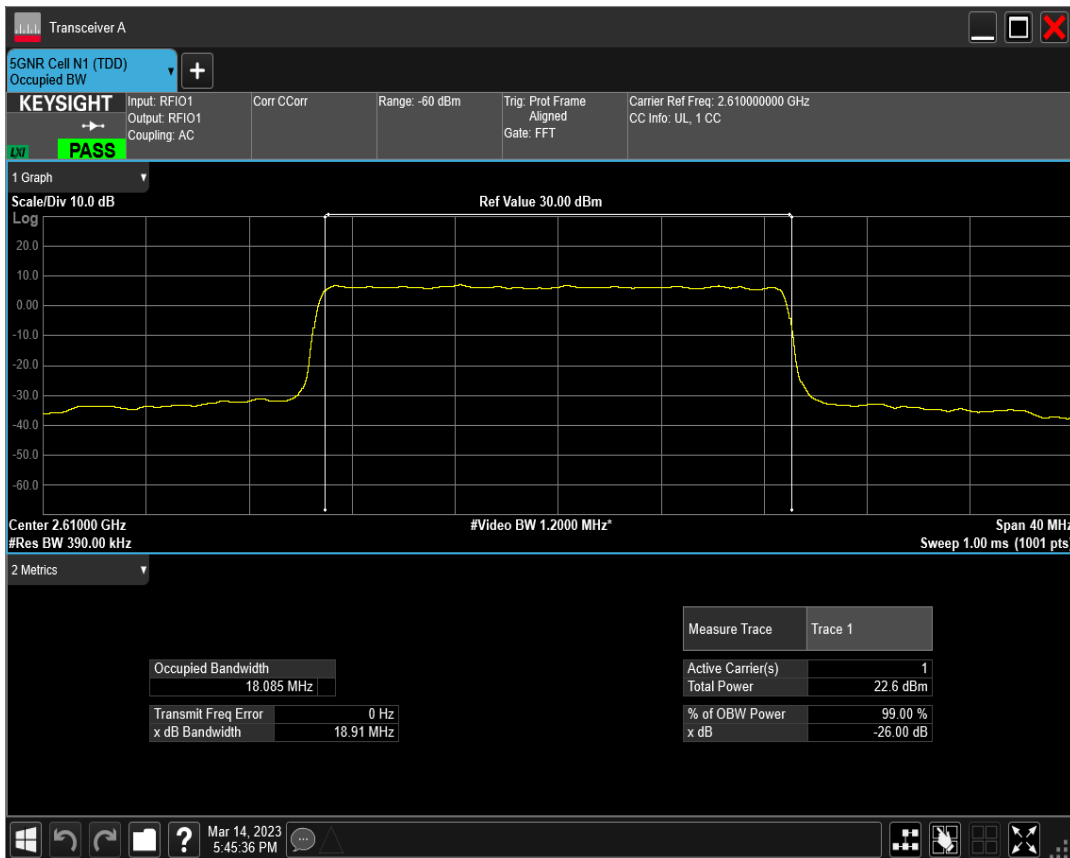 Transceiver A
5GNR Cell N1 (TDD)
Occupied BW
KEYSIGHT
LXI
PASS
Input: RFIO1
Output: RFIO1
Coupling: AC
Corr CCorr
Range: -60 dBm
Trig: Prot Frame
Aligned
Gate: FFT
Carrier Ref Freq: 2.610000000 GHz
CC Info: UL, 1 CC
1 Graph
Scale/Div 10.0 dB
Ref Value 30.00 dBm
Log
20.0
10.0
0.00
-10.0
-20.0
-30.0
-40.0
-50.0
-60.0
Center 2.61000 GHz
#Video BW 1.2000 MHz*
Span 40 MHz
#Res BW 390.00 kHz
Sweep 1.00 ms (1001 pts)
2 Metrics
Measure Trace Trace 1
Occupied Bandwidth
18.085 MHz
Active Carrier(s) 1
Total Power 22.6 dBm
Transmit Freq Error 0 Hz
x dB Bandwidth 18.91 MHz
% of OBW Power 99.00 %
x dB -26.00 dB
?
Mar 14, 2023
5:45:36 PM